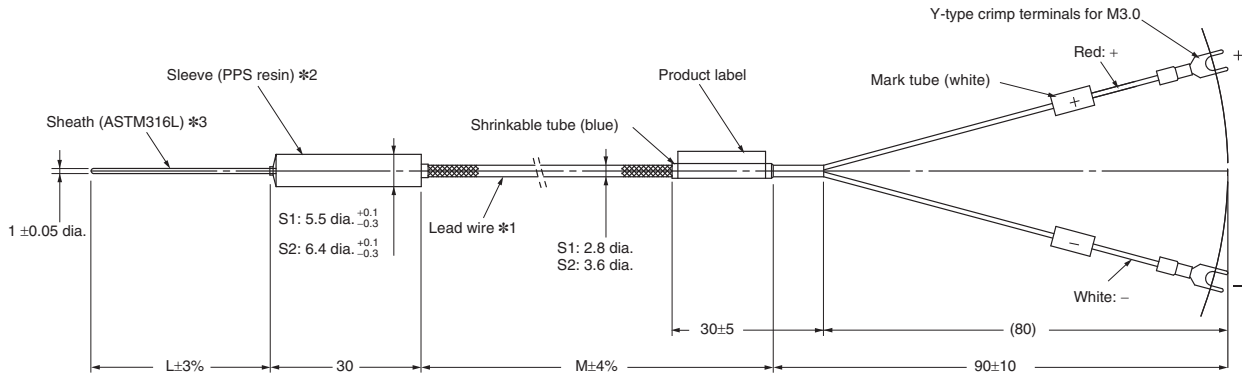 Y-type crimp terminals for M3.0
Red: +
+
Sleeve (PPS resin) *2
Product label
Mark tube (white)
+
Sheath (ASTM316L) *3
Shrinkable tube (blue)
1 ±0.05 dia.
S1: 5.5 dia. +0.1 −0.3
S2: 6.4 dia. +0.1 −0.3
Lead wire *1
S1: 2.8 dia.
S2: 3.6 dia.
−
White: −
−
30±5
(80)
L±3%
30
M±4%
90±10